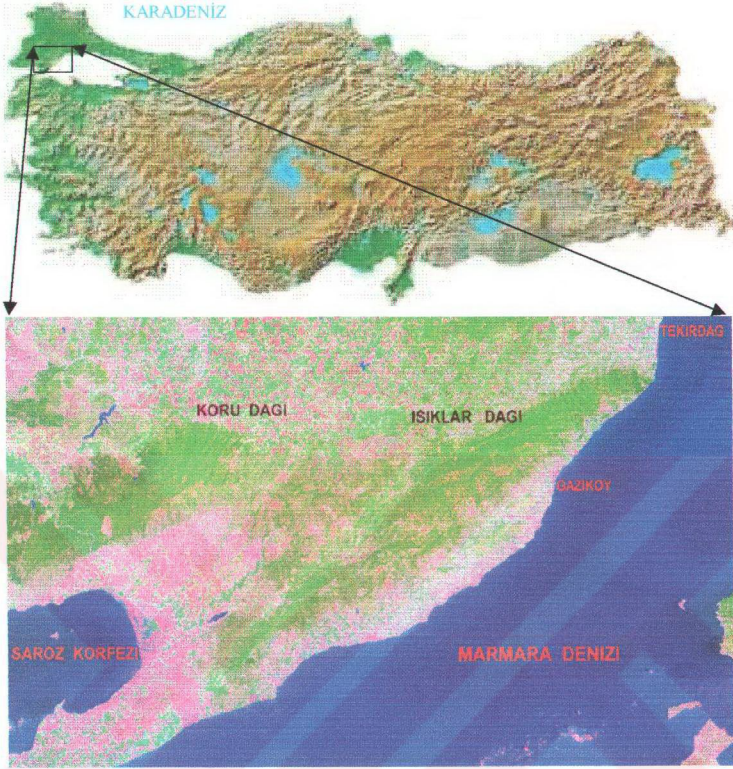 KARADENİZ
TEKIRDAG
KORU DAGI
ISIKLAR DAGI
GAZIKOY
SAROZ KORFEZI
MARMARA DENIZI